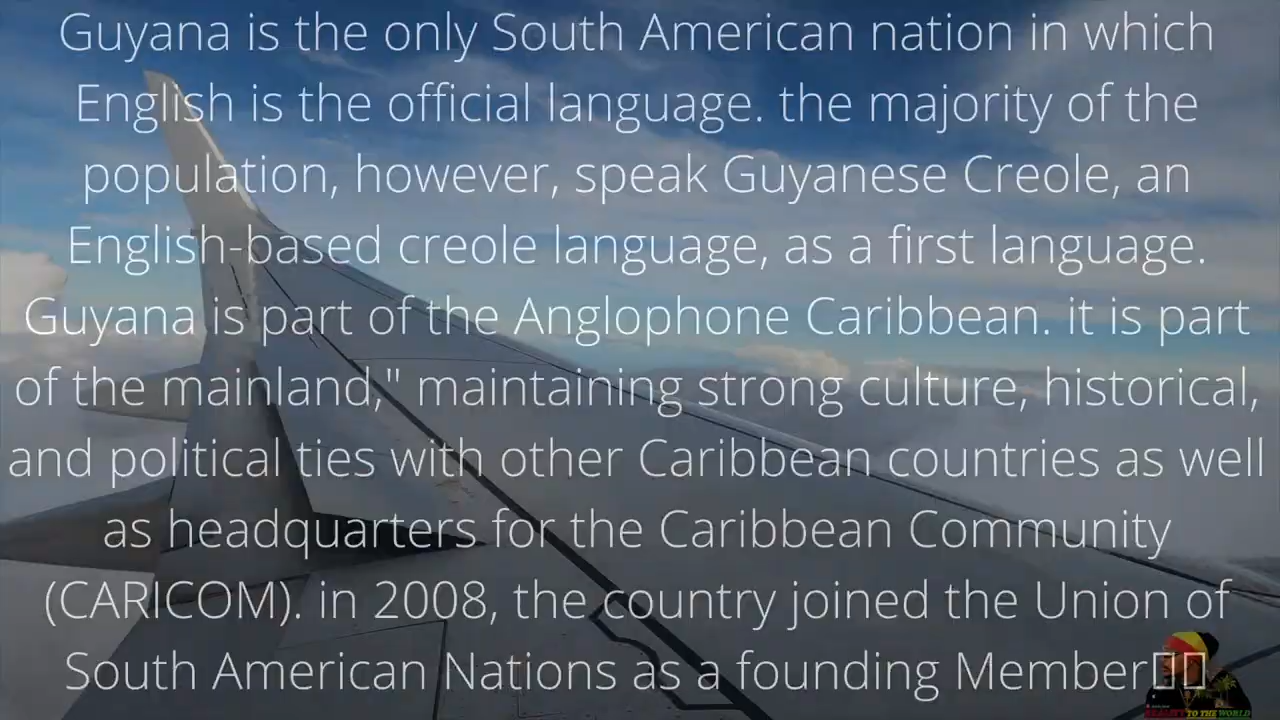 Guyana is the only South American nation in which
English is the official language. the majority of the
population, however, speak Guyanese Creole, an
English-based creole language, as a first language.
Guyana is part of the Anglophone Caribbean. it is part
of the mainland," maintaining strong culture, historical,
and political ties with other Caribbean countries as well
as headquarters for the Caribbean Community
(CARICOM). in 2008, the country joined the Union of
South American Nations as a founding Member
TO THE WORLD